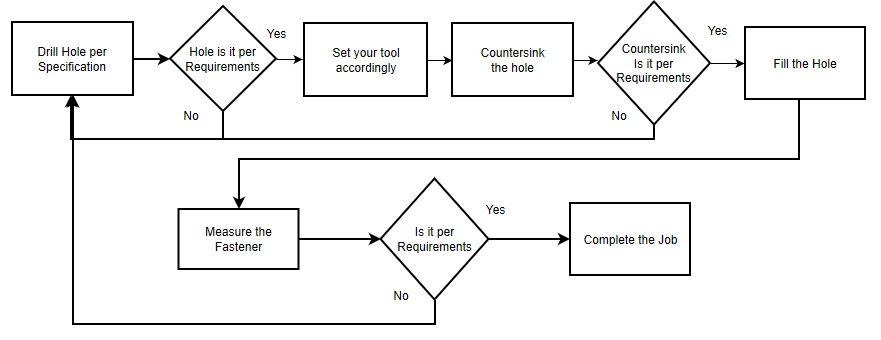 Drill Hole per
Specification
Hole is it per
Requirements
Yes
No
Set your tool
accordingly
Countersink
the hole
Countersink
Is it per
Requirements
Yes
No
Fill the Hole
Measure the
Fastener
Is it per
Requirements
Yes
No
Complete the Job